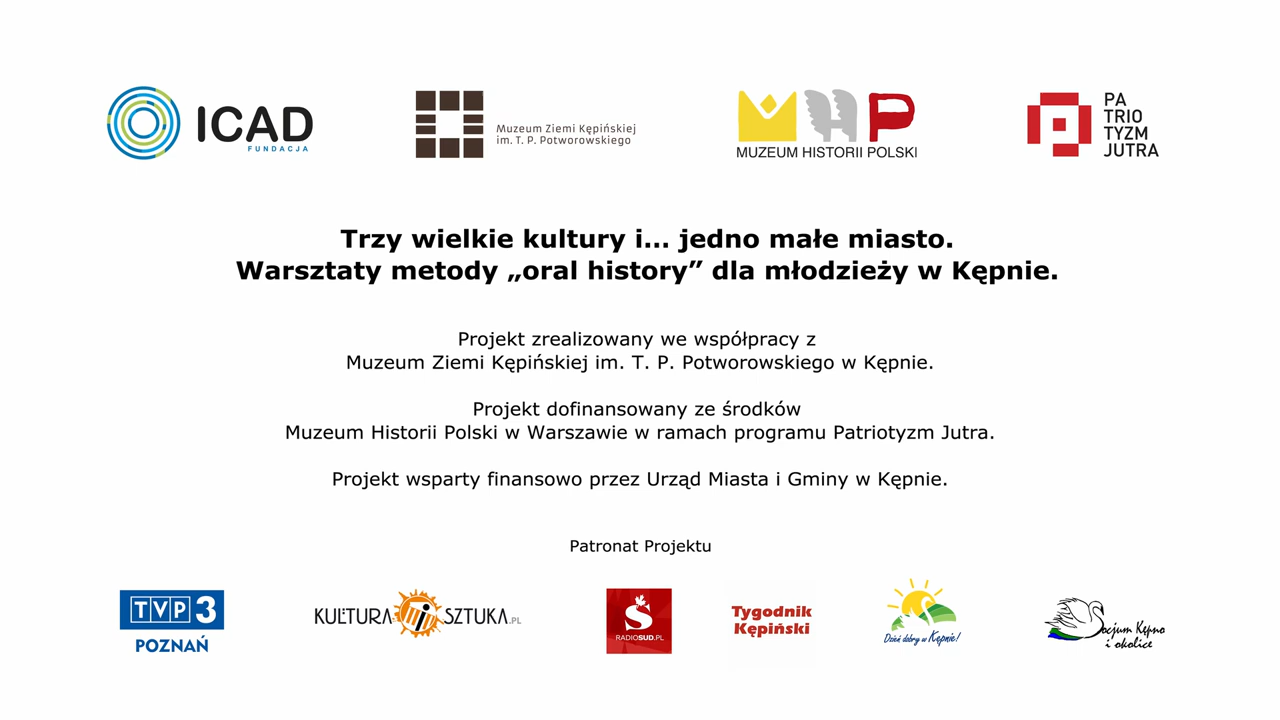 ICAD
FUNDACJA
Muzeum Ziemi Kępińskiej
im. T. P. Potworowskiego
MHP
MUZEUM HISTORII POLSKI
PA
TRIO
TYZM
JUTRA
Trzy wielkie kultury i... jedno małe miasto.
Warsztaty metody „oral history” dla młodzieży w Kępnie.
Projekt zrealizowany we współpracy z
Muzeum Ziemi Kępińskiej im. T. P. Potworowskiego w Kępnie.
Projekt dofinansowany ze środków
Muzeum Historii Polski w Warszawie w ramach programu Patriotyzm Jutra.
Projekt wsparty finansowo przez Urząd Miasta i Gminy w Kępnie.
Patronat Projektu
TVP3
POZNAŃ
KULTURA i SZTUKA.PL
S
RADIOSUD.PL
Tygodnik
Kępiński
Dzień dobry w Kępnie!
Socjum Kępno
i okolice